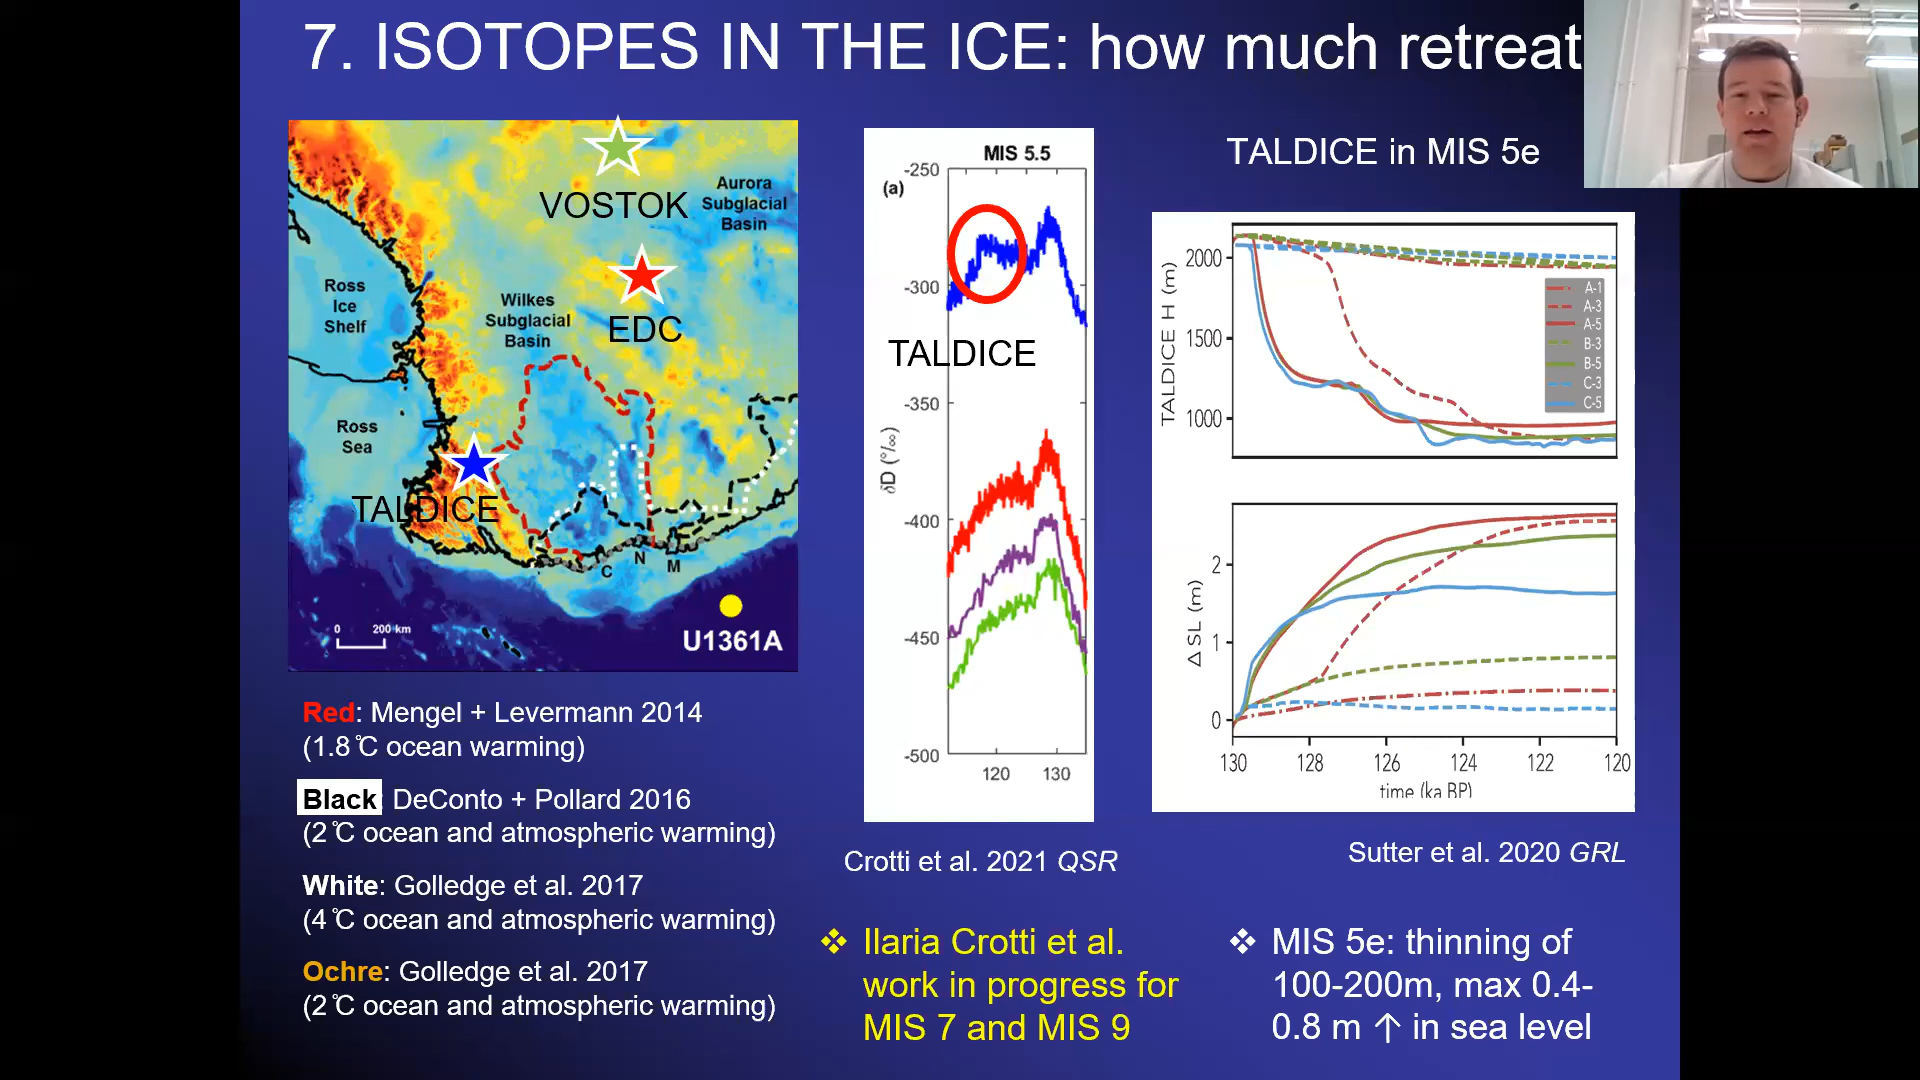 7. ISOTOPES IN THE ICE: how much retreat
VOSTOK
Aurora
Subglacial
Basin
EDC
Wilkes
Subglacial
Basin
Ross
Ice
Shelf
Ross
Sea
TALDICE
C
N
M
0
200 km
U1361A
Red: Mengel + Levermann 2014
(1.8℃ ocean warming)
Black: DeConto + Pollard 2016
(2℃ ocean and atmospheric warming)
White: Golledge et al. 2017
(4℃ ocean and atmospheric warming)
Ochre: Golledge et al. 2017
(2℃ ocean and atmospheric warming)
MIS 5.5
(a)
-250
-300
-350
-400
-450
-500
δD (°/∞)
TALDICE
120
130
Crotti et al. 2021 QSR
❖ Ilaria Crotti et al.
work in progress for
MIS 7 and MIS 9
TALDICE in MIS 5e
TALDICE H (m)
2000
1500
1000
A-1
A-3
A-5
B-3
B-5
C-3
C-5
Δ SL (m)
2
1
0
130
128
126
124
122
120
time (ka BP)
Sutter et al. 2020 GRL
❖ MIS 5e: thinning of
100-200m, max 0.4-
0.8 m ↑ in sea level